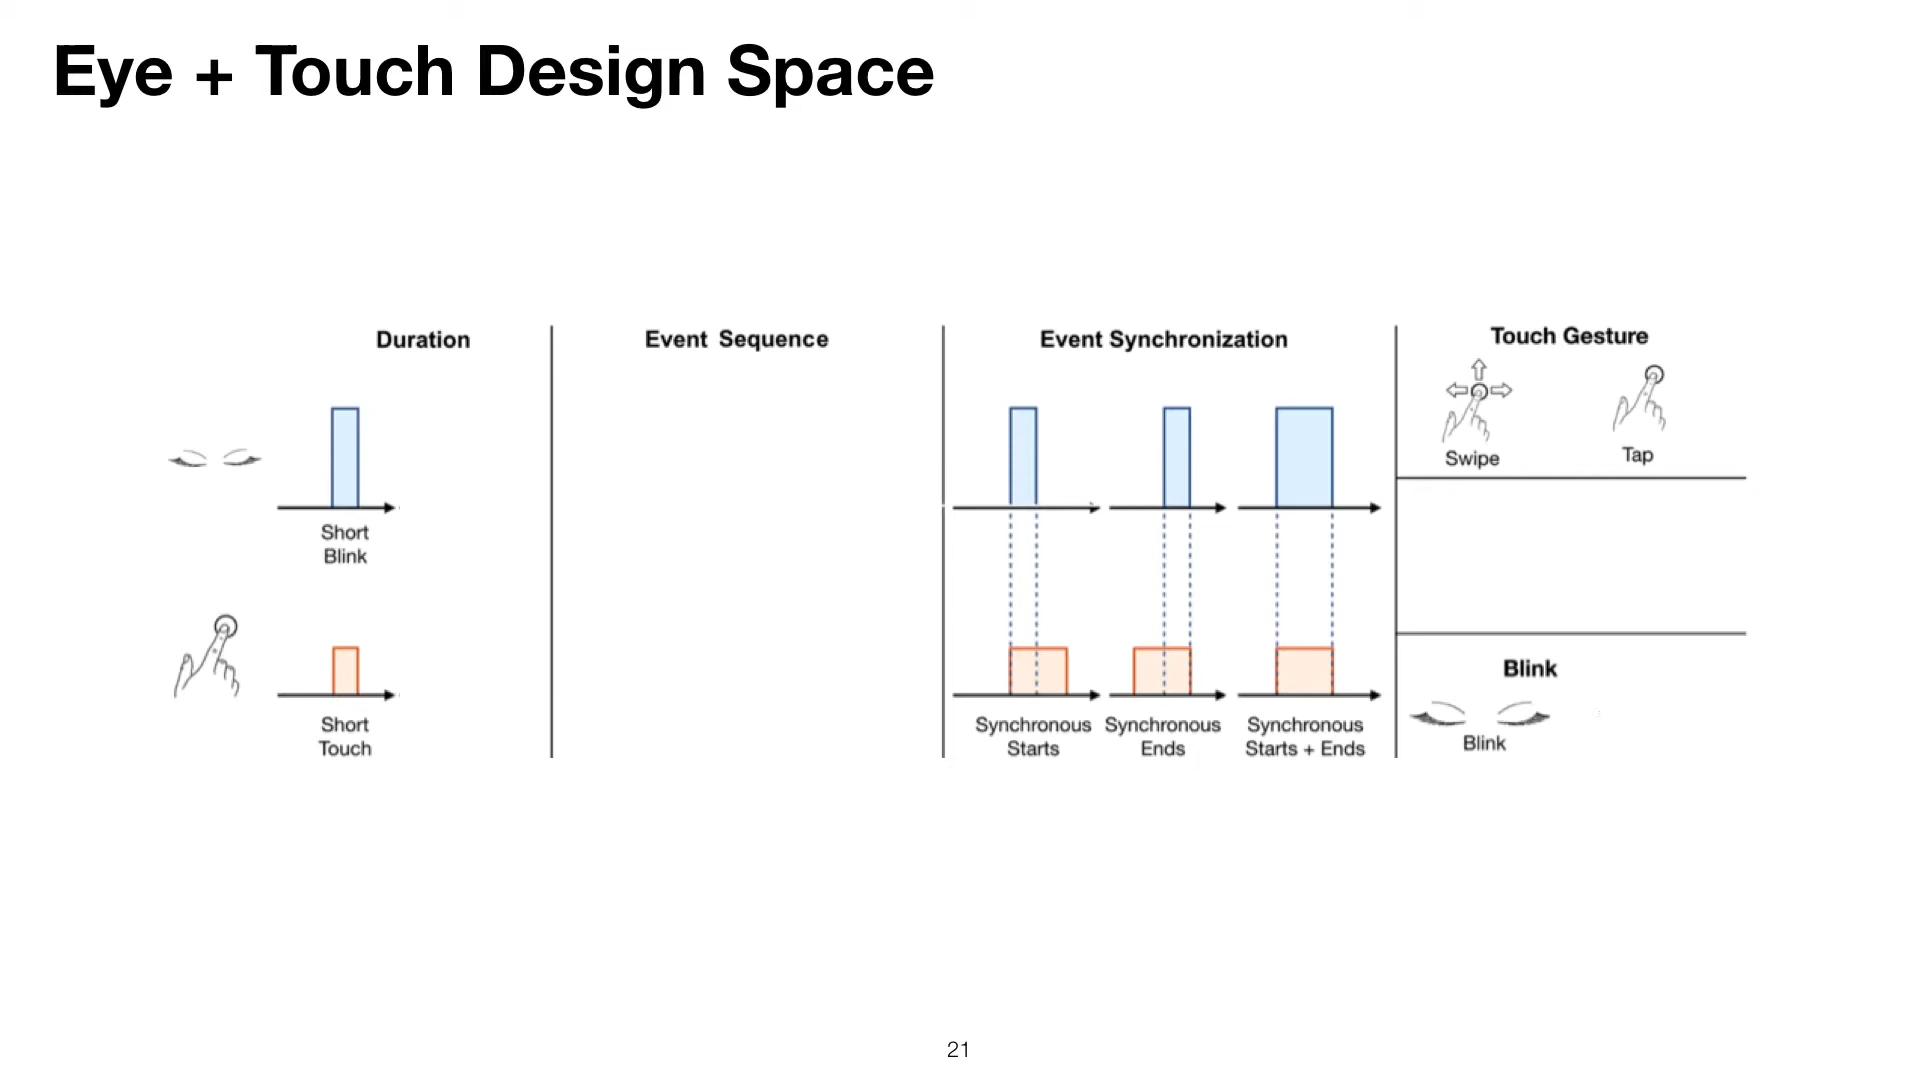 Eye + Touch Design Space
Duration
Short
Blink
Short
Touch
Event Sequence
Event Synchronization
Synchronous
Starts
Synchronous
Ends
Synchronous
Starts + Ends
Touch Gesture
Swipe
Tap
Blink
Blink
21